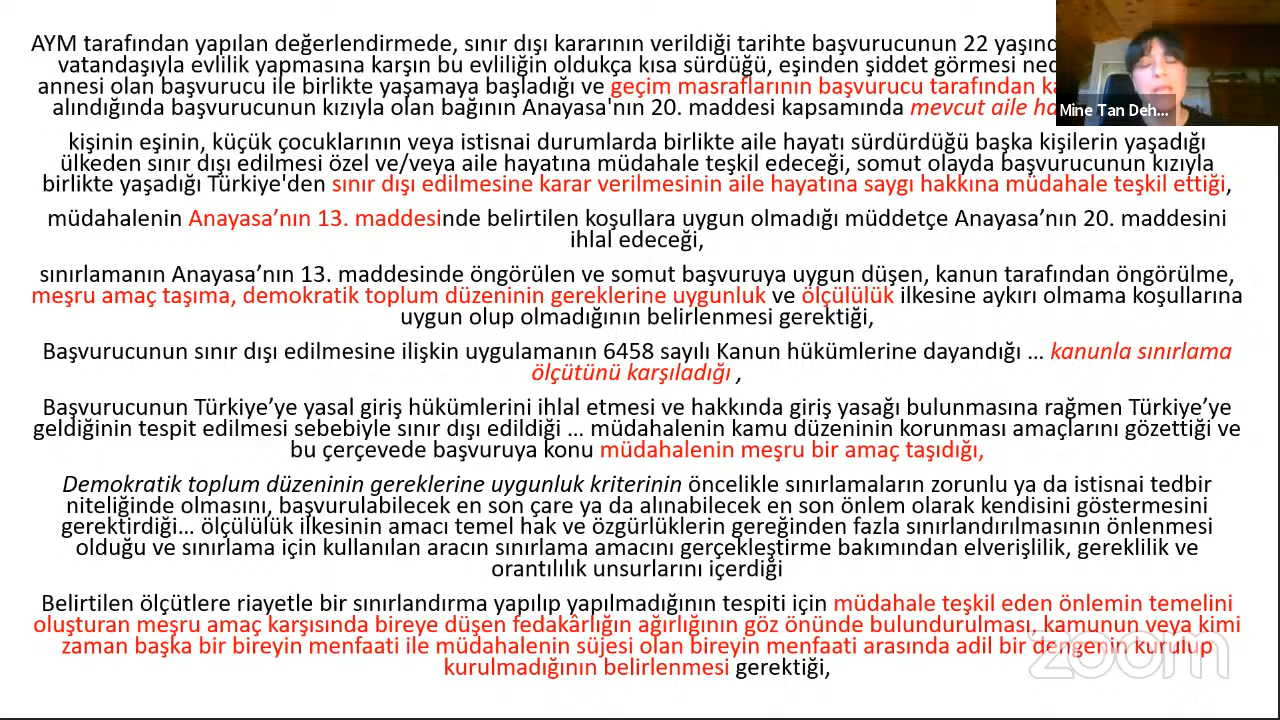 AYM tarafından yapılan değerlendirmede, sınır dışı kararının verildiği tarihte başvurucunun 22 yaşınd
vatandaşıyla evlilik yapmasına karşın bu evliliğin oldukça kısa sürdüğü, eşinden şiddet görmesi ned
annesi olan başvurucu ile birlikte yaşamaya başladığı ve geçim masraflarının başvurucu tarafından ka
alındığında başvurucunun kızıyla olan bağının Anayasa'nın 20. maddesi kapsamında mevcut aile ha
Mine Tan Deh...
kişinin eşinin, küçük çocuklarının veya istisnai durumlarda birlikte aile hayatı sürdürdüğü başka kişilerin yaşadığı
ülkeden sınır dışı edilmesi özel ve/veya aile hayatına müdahale teşkil edeceği, somut olayda başvurucunun kızıyla
birlikte yaşadığı Türkiye'den sınır dışı edilmesine karar verilmesinin aile hayatına saygı hakkına müdahale teşkil ettiği,
müdahalenin Anayasa’nın 13. maddesinde belirtilen koşullara uygun olmadığı müddetçe Anayasa’nın 20. maddesini
ihlal edeceği,
sınırlamanın Anayasa’nın 13. maddesinde öngörülen ve somut başvuruya uygun düşen, kanun tarafından öngörülme,
meşru amaç taşıma, demokratik toplum düzeninin gereklerine uygunluk ve ölçülülük ilkesine aykırı olmama koşullarına
uygun olup olmadığının belirlenmesi gerektiği,
Başvurucunun sınır dışı edilmesine ilişkin uygulamanın 6458 sayılı Kanun hükümlerine dayandığı … kanunla sınırlama
ölçütünü karşıladığı ,
Başvurucunun Türkiye’ye yasal giriş hükümlerini ihlal etmesi ve hakkında giriş yasağı bulunmasına rağmen Türkiye’ye
geldiğinin tespit edilmesi sebebiyle sınır dışı edildiği … müdahalenin kamu düzeninin korunması amaçlarını gözettiği ve
bu çerçevede başvuruya konu müdahalenin meşru bir amaç taşıdığı,
Demokratik toplum düzeninin gereklerine uygunluk kriterinin öncelikle sınırlamaların zorunlu ya da istisnai tedbir
niteliğinde olmasını, başvurulabilecek en son çare ya da alınabilecek en son önlem olarak kendisini göstermesini
gerektirdiği… ölçülülük ilkesinin amacı temel hak ve özgürlüklerin gereğinden fazla sınırlandırılmasının önlenmesi
olduğu ve sınırlama için kullanılan aracın sınırlama amacını gerçekleştirme bakımından elverişlilik, gereklilik ve
orantılılık unsurlarını içerdiği
Belirtilen ölçütlere riayetle bir sınırlandırma yapılıp yapılmadığının tespiti için müdahale teşkil eden önlemin temelini
oluşturan meşru amaç karşısında bireye düşen fedakârlığın ağırlığının göz önünde bulundurulması, kamunun veya kimi
zaman başka bir bireyin menfaati ile müdahalenin süjesi olan bireyin menfaati arasında adil bir dengenin kurulup
kurulmadığının belirlenmesi gerektiği,
zoom